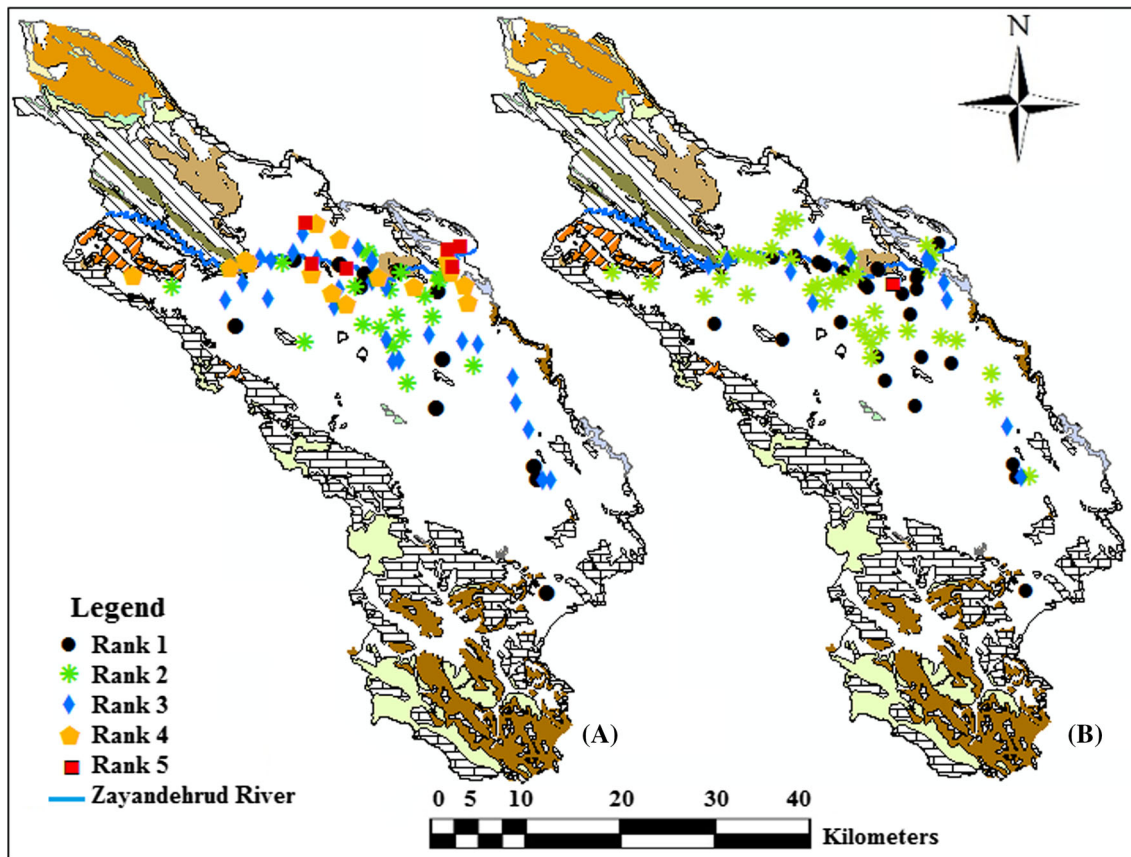 N
Legend
Rank 1
Rank 2
Rank 3
Rank 4
Rank 5
Zayandehrud River
(A)
(B)
0 5 10 20 30 40
Kilometers